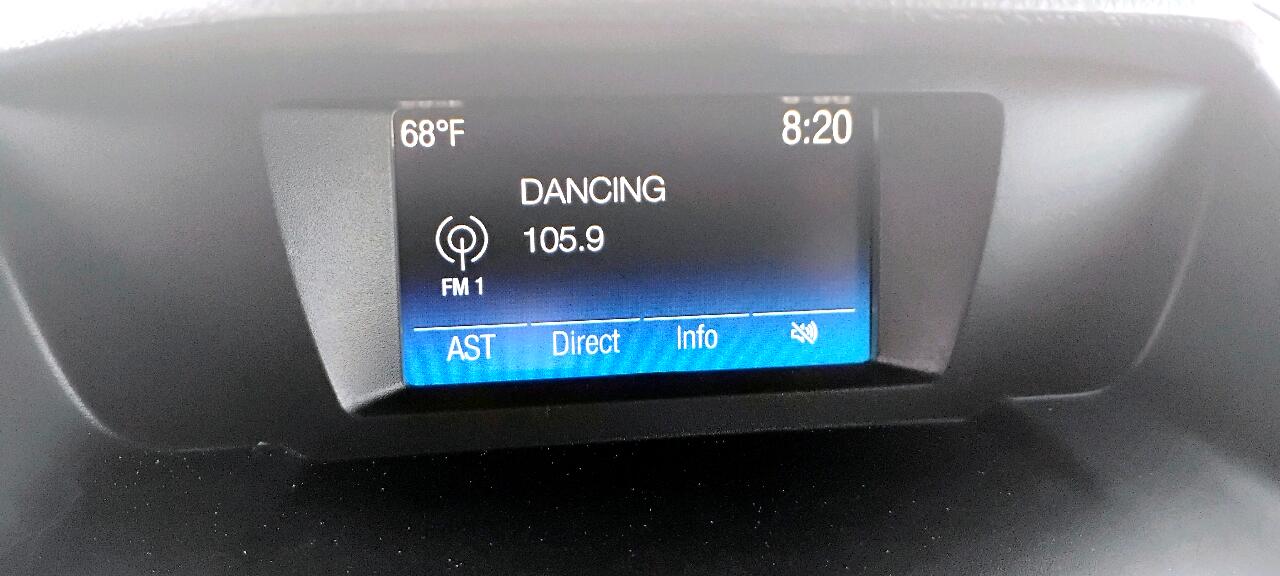 68°F 8:20
DANCING
105.9
FM 1
AST Direct Info